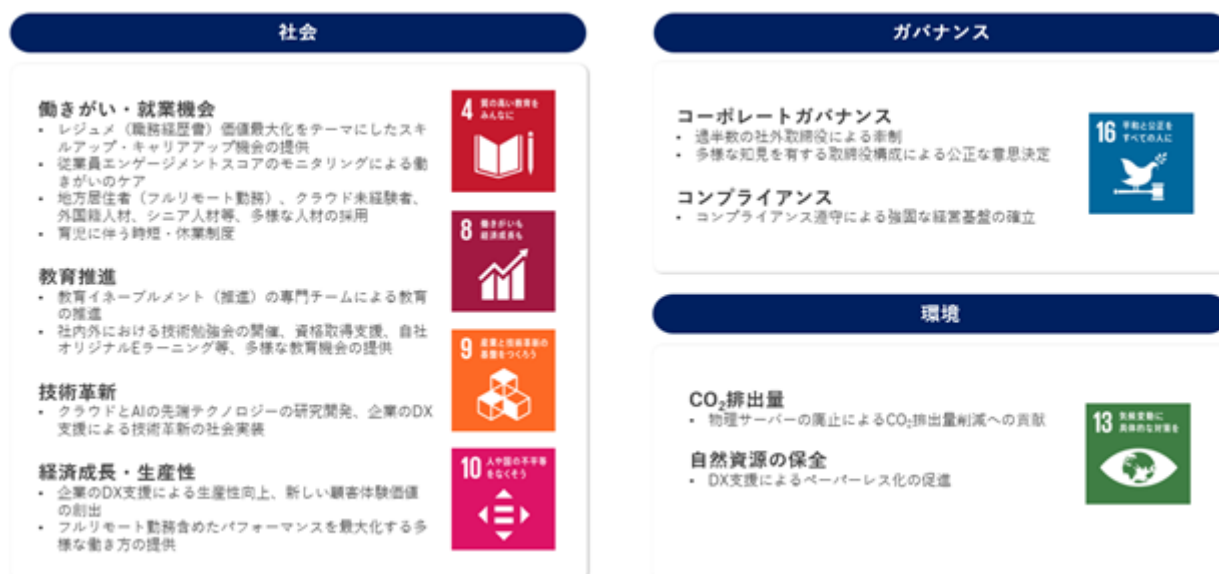 社会
働きがい・就業機会
• レジュメ（職務経歴書）価値最大化をテーマにしたスキ
ルアップ・キャリアアップ機会の提供
• 従業員エンゲージメントスコアのモニタリングによる働
きがいのケア
• 地方居住者（フルリモート勤務）、クラウド未経験者、
外国籍人材、シニア人材等、多様な人材の採用
• 育児に伴う時短・休業制度
教育推進
• 教育イネーブルメント（推進）の専門チームによる教育
の推進
• 社内外における技術勉強会の開催、資格取得支援、自社
オリジナルEラーニング等、多様な教育機会の提供
技術革新
• クラウドとAIの先端テクノロジーの研究開発、企業のDX
支援による技術革新の社会実装
経済成長・生産性
• 企業のDX支援による生産性向上、新しい顧客体験価値
の創出
• フルリモート勤務含めたパフォーマンスを最大化する多
様な働き方の提供
4 質の高い教育を
みんなに
8 働きがいも
経済成長も
9 産業と技術革新の
基盤をつくろう
10 人や国の不平等
をなくそう
ガバナンス
コーポレートガバナンス
• 過半数の社外取締役による牽制
• 多様な知見を有する取締役構成による公正な意思決定
コンプライアンス
• コンプライアンス遵守による強固な経営基盤の確立
16 平和と公正を
すべての人に
環境
CO₂排出量
• 物理サーバーの廃止によるCO₂排出量削減への貢献
自然資源の保全
• DX支援によるペーパーレス化の促進
13 気候変動に
具体的な対策を